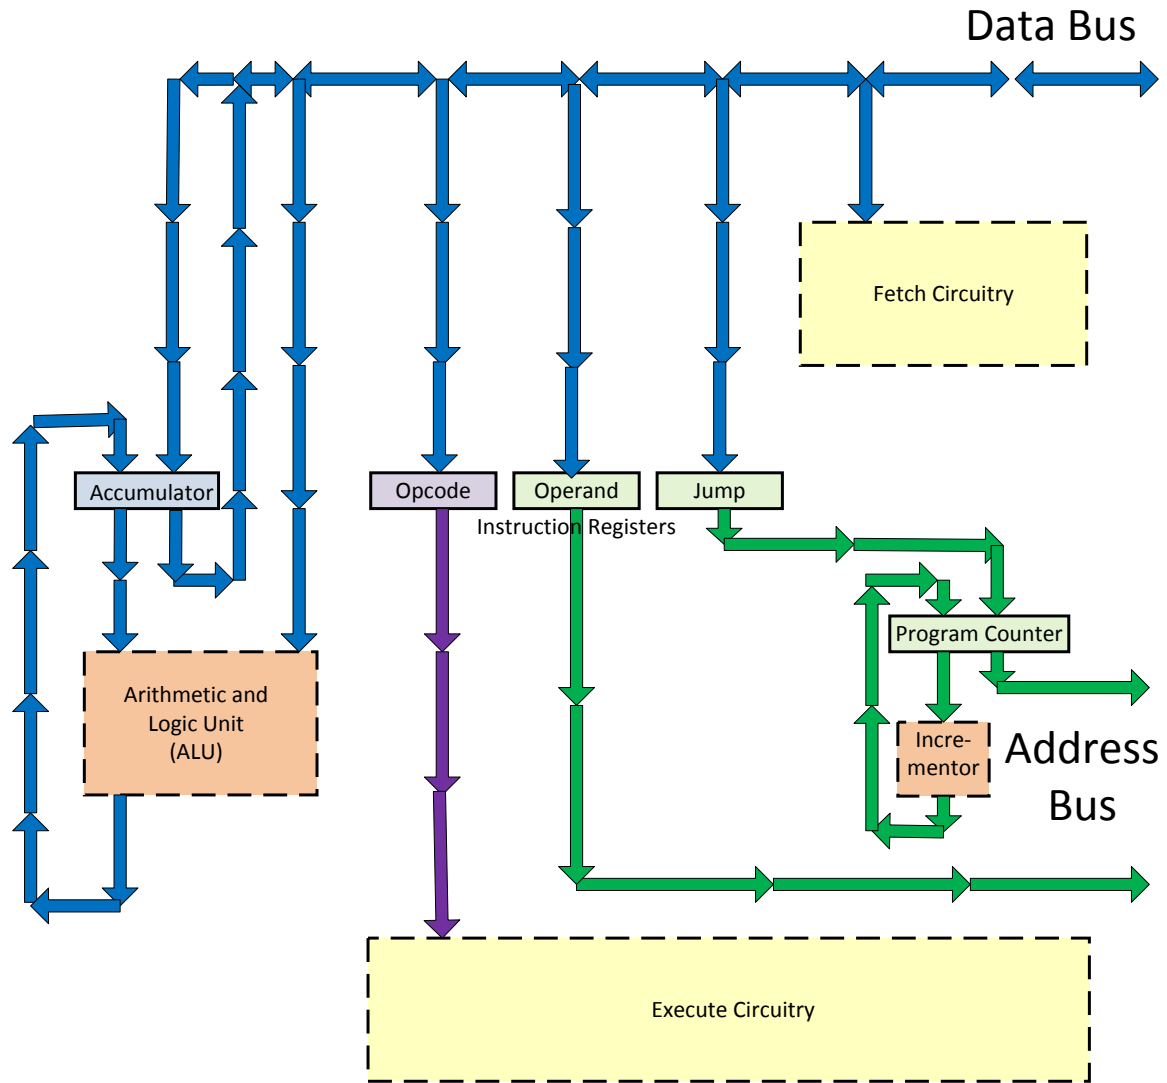 Data Bus
Fetch Circuitry
Accumulator
Opcode
Operand
Jump
Instruction Registers
Program Counter
Arithmetic and
Logic Unit
(ALU)
Incre-
mentor
Address
Bus
Execute Circuitry